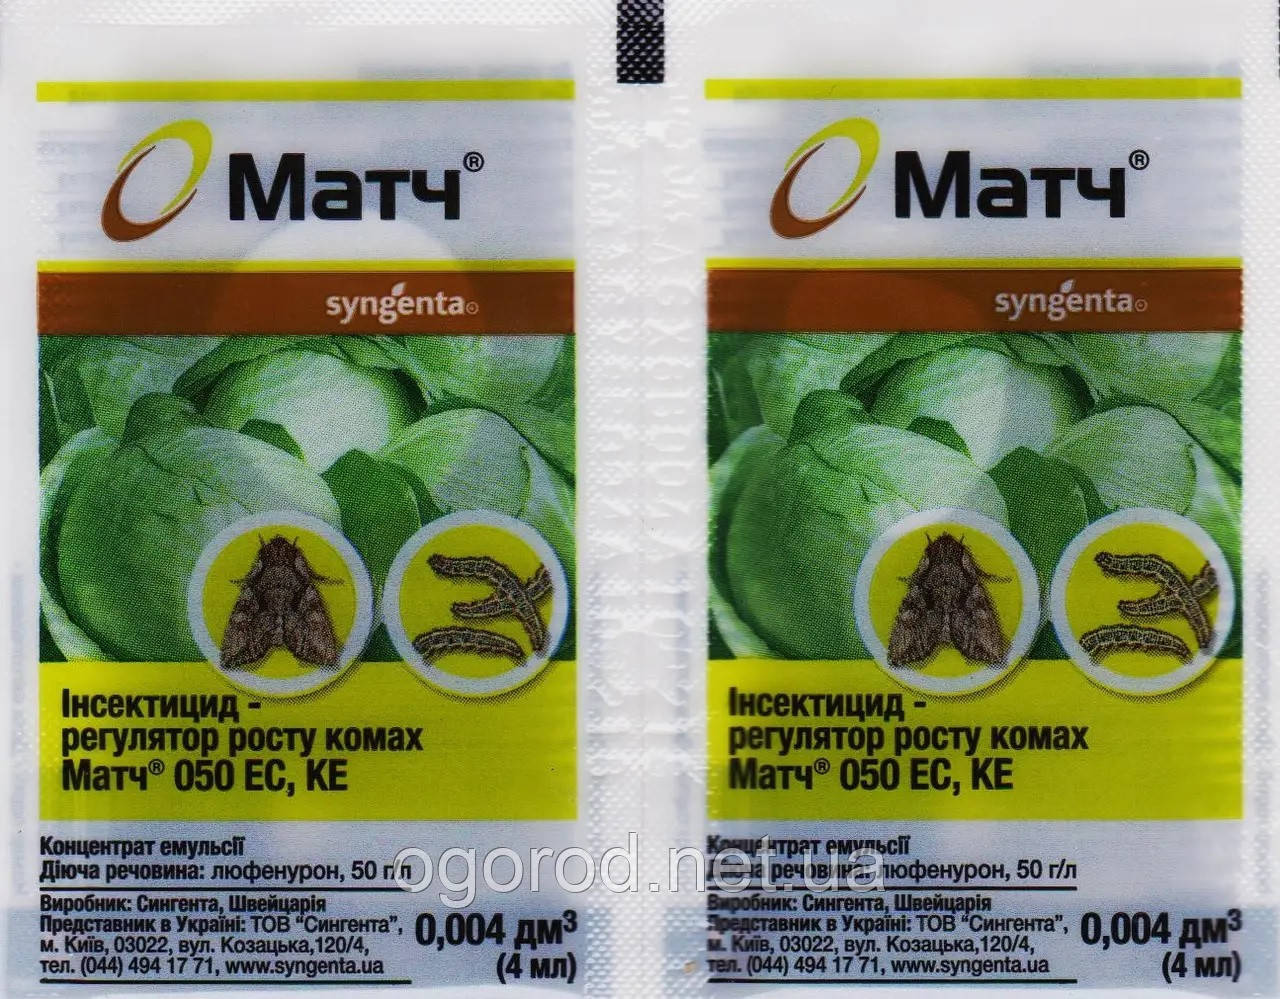 Матч®
syngenta
Інсектицид -
регулятор росту комах
Матч® 050 ЕС, КЕ
Концентрат емульсії
Діюча речовина: люфенурон, 50 г/л
Виробник: Сингента, Швейцарія
Представник в Україні: ТОВ "Сингента",
м. Київ, 03022, вул. Козацька,120/4,
тел. (044) 494 17 71, www.syngenta.ua
0,004 дм³
(4 мл)
Матч®
syngenta
Інсектицид -
регулятор росту комах
Матч® 050 ЕС, КЕ
Концентрат емульсії
Діюча речовина: люфенурон, 50 г/л
Виробник: Сингента, Швейцарія
Представник в Україні: ТОВ "Сингента",
м. Київ, 03022, вул. Козацька,120/4,
тел. (044) 494 17 71, www.syngenta.ua
0,004 дм³
(4 мл)
ogorod.net.ua